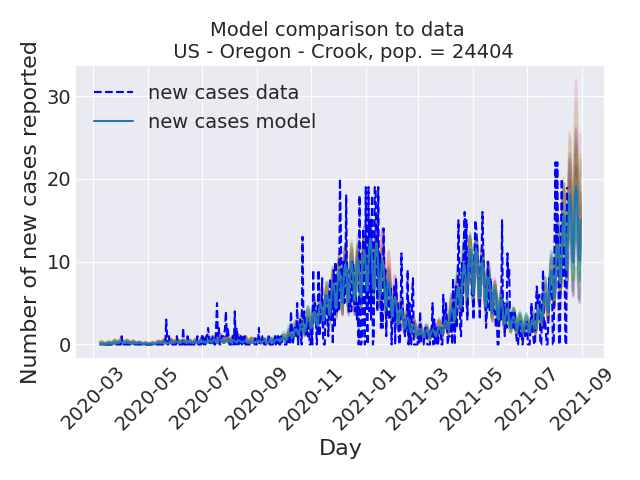 Model comparison to data
US - Oregon - Crook, pop. = 24404
Number of new cases reported
30
20
10
0
new cases data
new cases model
2020-03
2020-05
2020-07
2020-09
2020-11
2021-01
2021-03
2021-05
2021-07
2021-09
Day